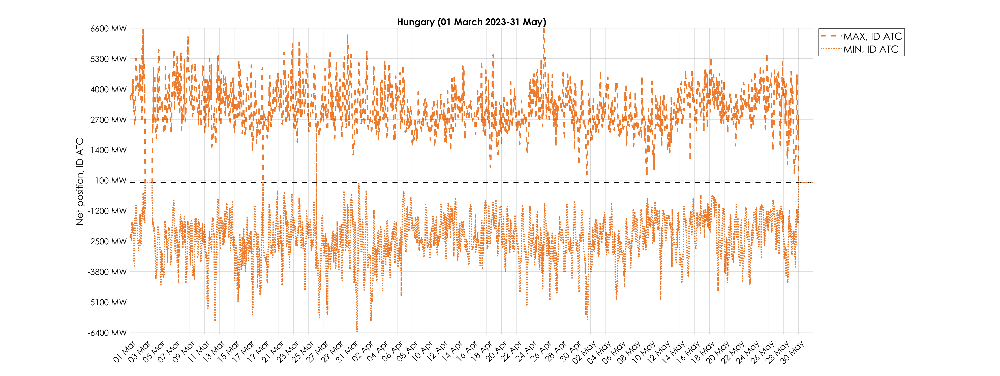 Hungary (01 March 2023-31 May)
6600 MW
5300 MW
4000 MW
2700 MW
1400 MW
100 MW
-1200 MW
-2500 MW
-3800 MW
-5100 MW
-6400 MW
Net position, ID ATC
MAX, ID ATC
MIN, ID ATC
01 Mar
03 Mar
05 Mar
07 Mar
09 Mar
11 Mar
13 Mar
15 Mar
17 Mar
19 Mar
21 Mar
23 Mar
25 Mar
27 Mar
29 Mar
31 Mar
02 Apr
04 Apr
06 Apr
08 Apr
10 Apr
12 Apr
14 Apr
16 Apr
18 Apr
20 Apr
22 Apr
24 Apr
26 Apr
28 Apr
30 Apr
02 May
04 May
06 May
08 May
10 May
12 May
14 May
16 May
18 May
20 May
22 May
24 May
26 May
28 May
30 May